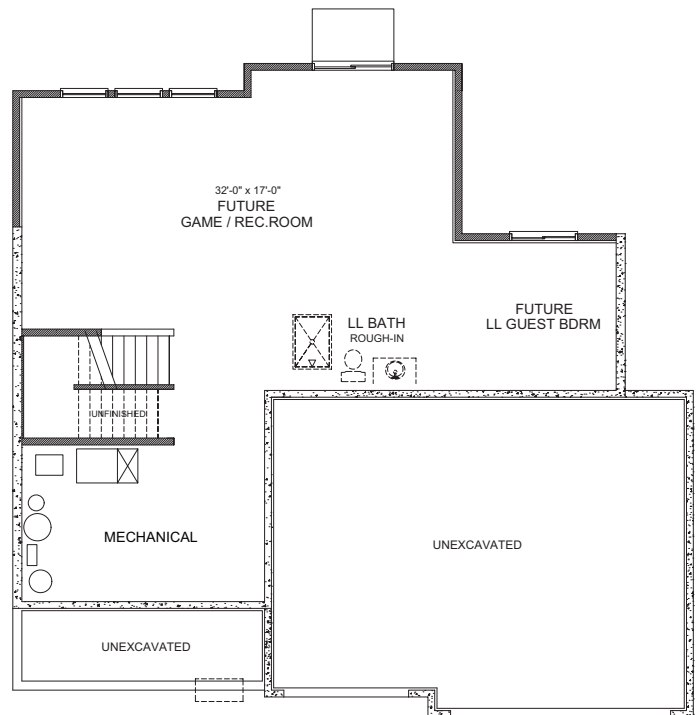 32'-0" x 17'-0"
FUTURE
GAME / REC.ROOM
LL BATH
ROUGH-IN
FUTURE
LL GUEST BDRM
UNFINISHED
MECHANICAL
UNEXCAVATED
UNEXCAVATED